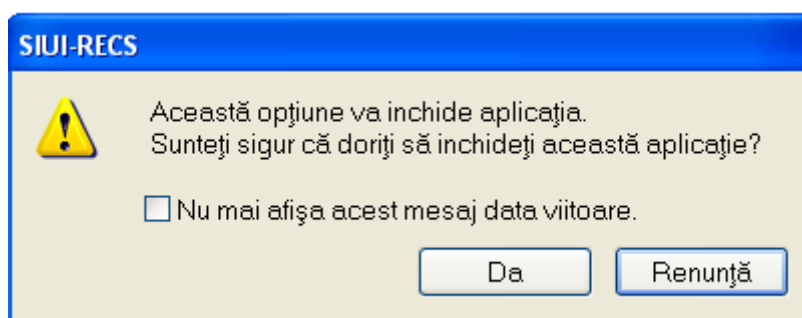 SIUI-RECS
Această opţiune va inchide aplicaţia.
Sunteţi sigur că doriţi să inchideţi această aplicaţie?
Nu mai afişa acest mesaj data viitoare.
Da
Renunţă